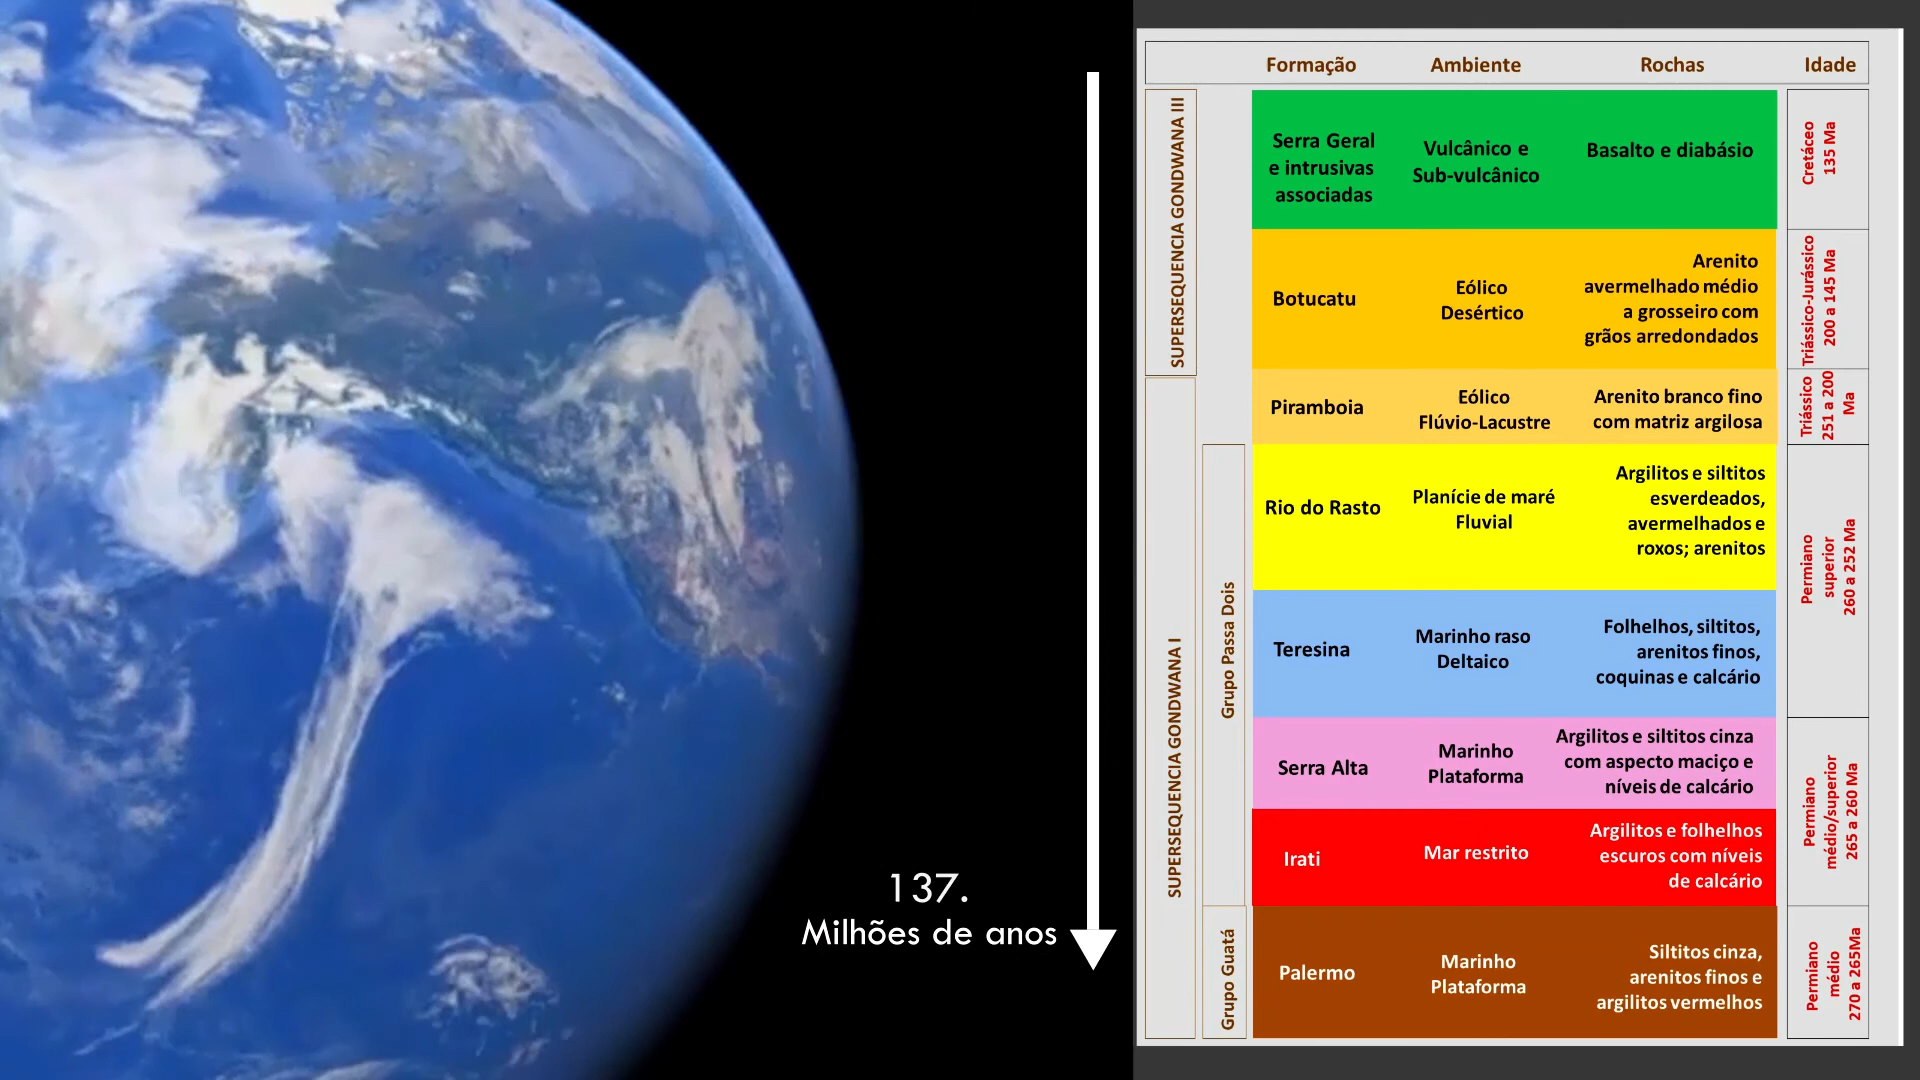 137.
Milhões de anos
Formação Ambiente Rochas Idade
SUPERSEQUENCIA GONDWANA III
Serra Geral
e intrusivas
associadas
Vulcânico e
Sub-vulcânico
Basalto e diabásio
Cretáceo
135 Ma
Botucatu
Eólico
Desértico
Arenito
avermelhado médio
a grosseiro com
grãos arredondados
Triássico-Jurássico
200 a 145 Ma
SUPERSEQUENCIA GONDWANA I
Piramboia
Eólico
Flúvio-Lacustre
Arenito branco fino
com matriz argilosa
Triássico
251 a 200
Ma
Grupo Passa Dois
Rio do Rasto
Planície de maré
Fluvial
Argilitos e siltitos
esverdeados,
avermelhados e
roxos; arenitos
Permiano
superior
260 a 252 Ma
Teresina
Marinho raso
Deltaico
Folhelhos, siltitos,
arenitos finos,
coquinas e calcário
Serra Alta
Marinho
Plataforma
Argilitos e siltitos cinza
com aspecto maciço e
níveis de calcário
Permiano
médio/superior
265 a 260 Ma
Irati
Mar restrito
Argilitos e folhelhos
escuros com níveis
de calcário
Grupo Guatá
Palermo
Marinho
Plataforma
Siltitos cinza,
arenitos finos e
argilitos vermelhos
Permiano
médio
270 a 265Ma